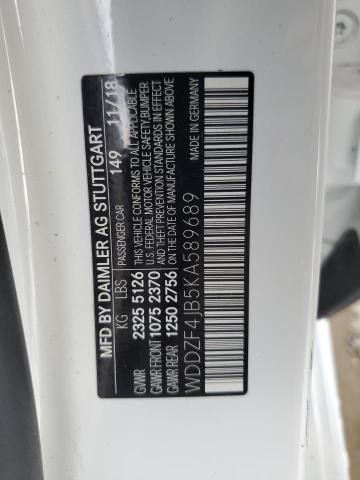 MFD BY DAIMLER AG STUTTGART
PASSENGER CAR 149 11/18
KG LBS
GVWR 2325 5126
GAWR FRONT 1075 2370
GAWR REAR 1250 2756
THIS VEHICLE CONFORMS TO ALL APPLICABLE
U.S. FEDERAL MOTOR VEHICLE SAFETY, BUMPER
AND THEFT PREVENTION STANDARDS IN EFFECT
ON THE DATE OF MANUFACTURE SHOWN ABOVE
WDDZF4JB5KA589689 MADE IN GERMANY